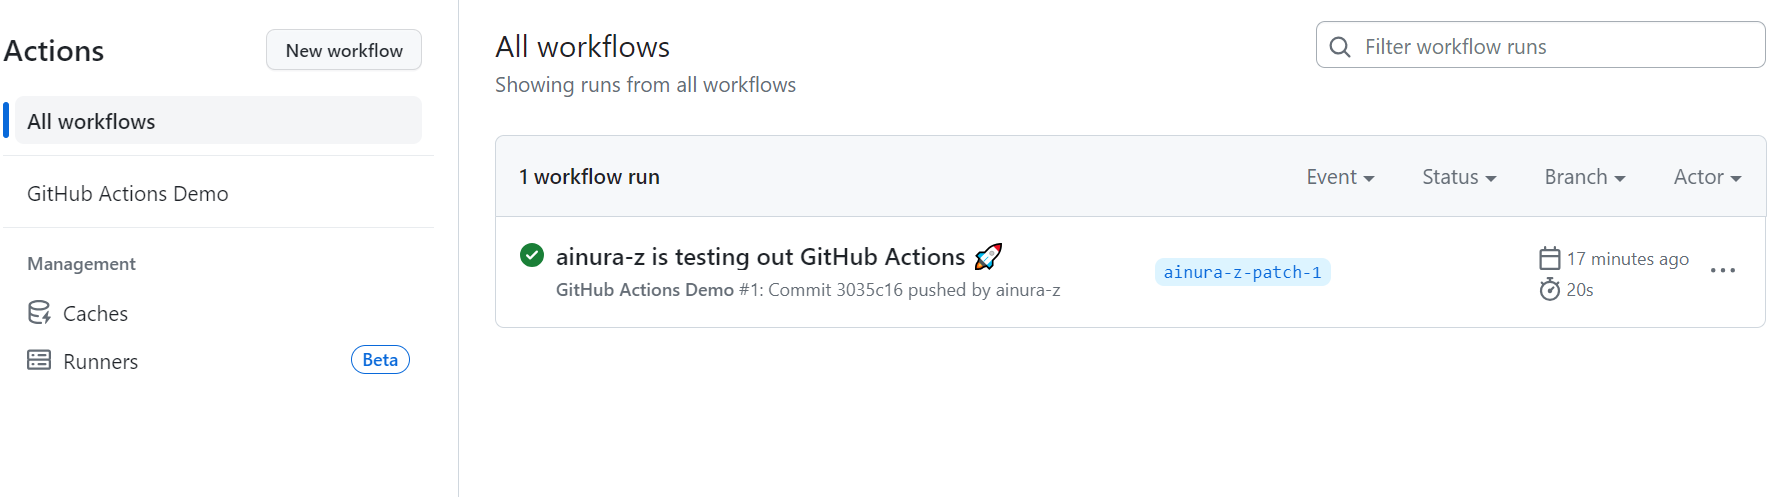 Actions
New workflow
All workflows
GitHub Actions Demo
Management
Caches
Runners
Beta
All workflows
Showing runs from all workflows
Filter workflow runs
1 workflow run
Event
Status
Branch
Actor
ainura-z is testing out GitHub Actions 🚀
GitHub Actions Demo #1: Commit 3035c16 pushed by ainura-z
ainura-z-patch-1
17 minutes ago
20s